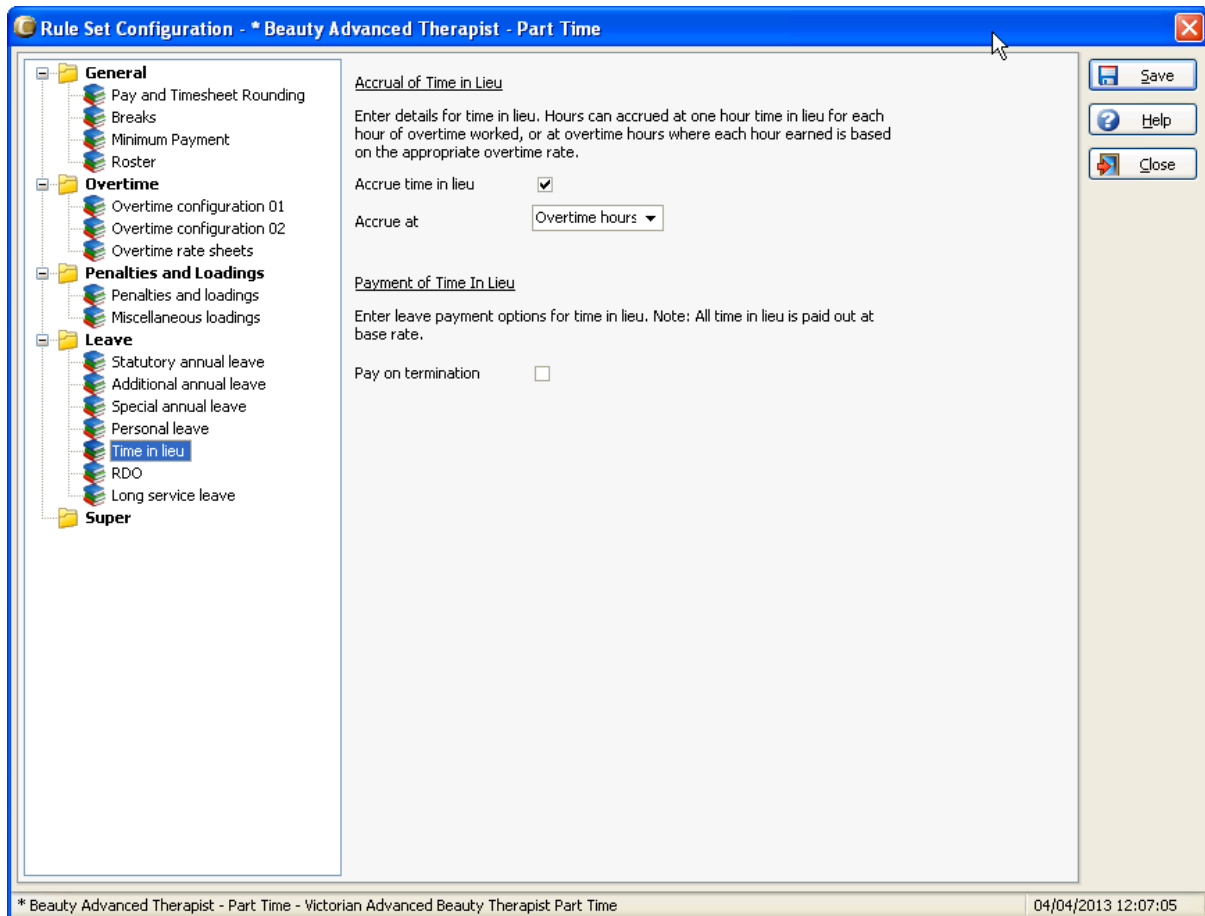 Rule Set Configuration - * Beauty Advanced Therapist - Part Time
General
Pay and Timesheet Rounding
Breaks
Minimum Payment
Roster
Overtime
Overtime configuration 01
Overtime configuration 02
Overtime rate sheets
Penalties and Loadings
Penalties and loadings
Miscellaneous loadings
Leave
Statutory annual leave
Additional annual leave
Special annual leave
Personal leave
Time in lieu
RDO
Long service leave
Super
Accrual of Time in Lieu
Enter details for time in lieu. Hours can accrued at one hour time in lieu for each
hour of overtime worked, or at overtime hours where each hour earned is based
on the appropriate overtime rate.
Accrue time in lieu
Accrue at
Overtime hours
Payment of Time In Lieu
Enter leave payment options for time in lieu. Note: All time in lieu is paid out at
base rate.
Pay on termination
Save
Help
Close
* Beauty Advanced Therapist - Part Time - Victorian Advanced Beauty Therapist Part Time
04/04/2013 12:07:05